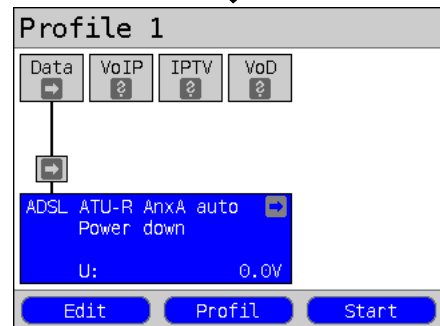 Profile 1
Data VoIP IPTV VoD
ADSL ATU-R AnxA auto
Power down
U: 0.0V
Edit Profil Start